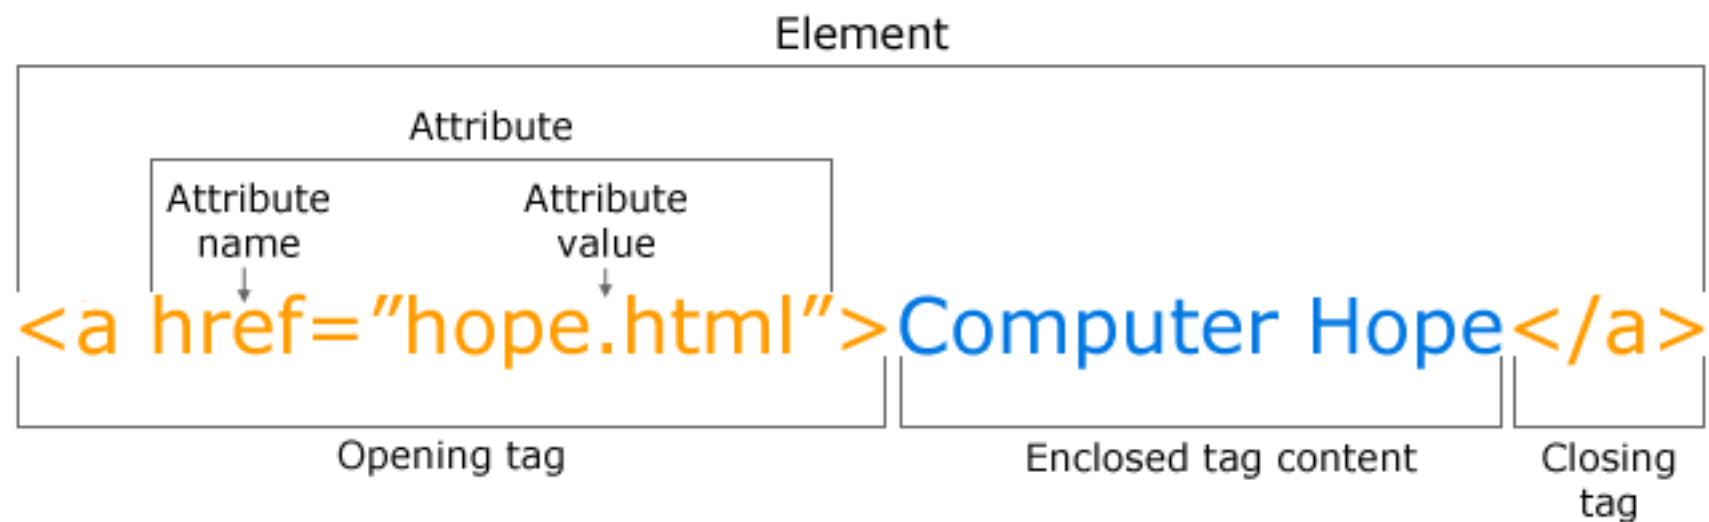 Element
Attribute
Attribute name
Attribute value
<a href=”hope.html”>Computer Hope</a>
Opening tag
Enclosed tag content
Closing tag